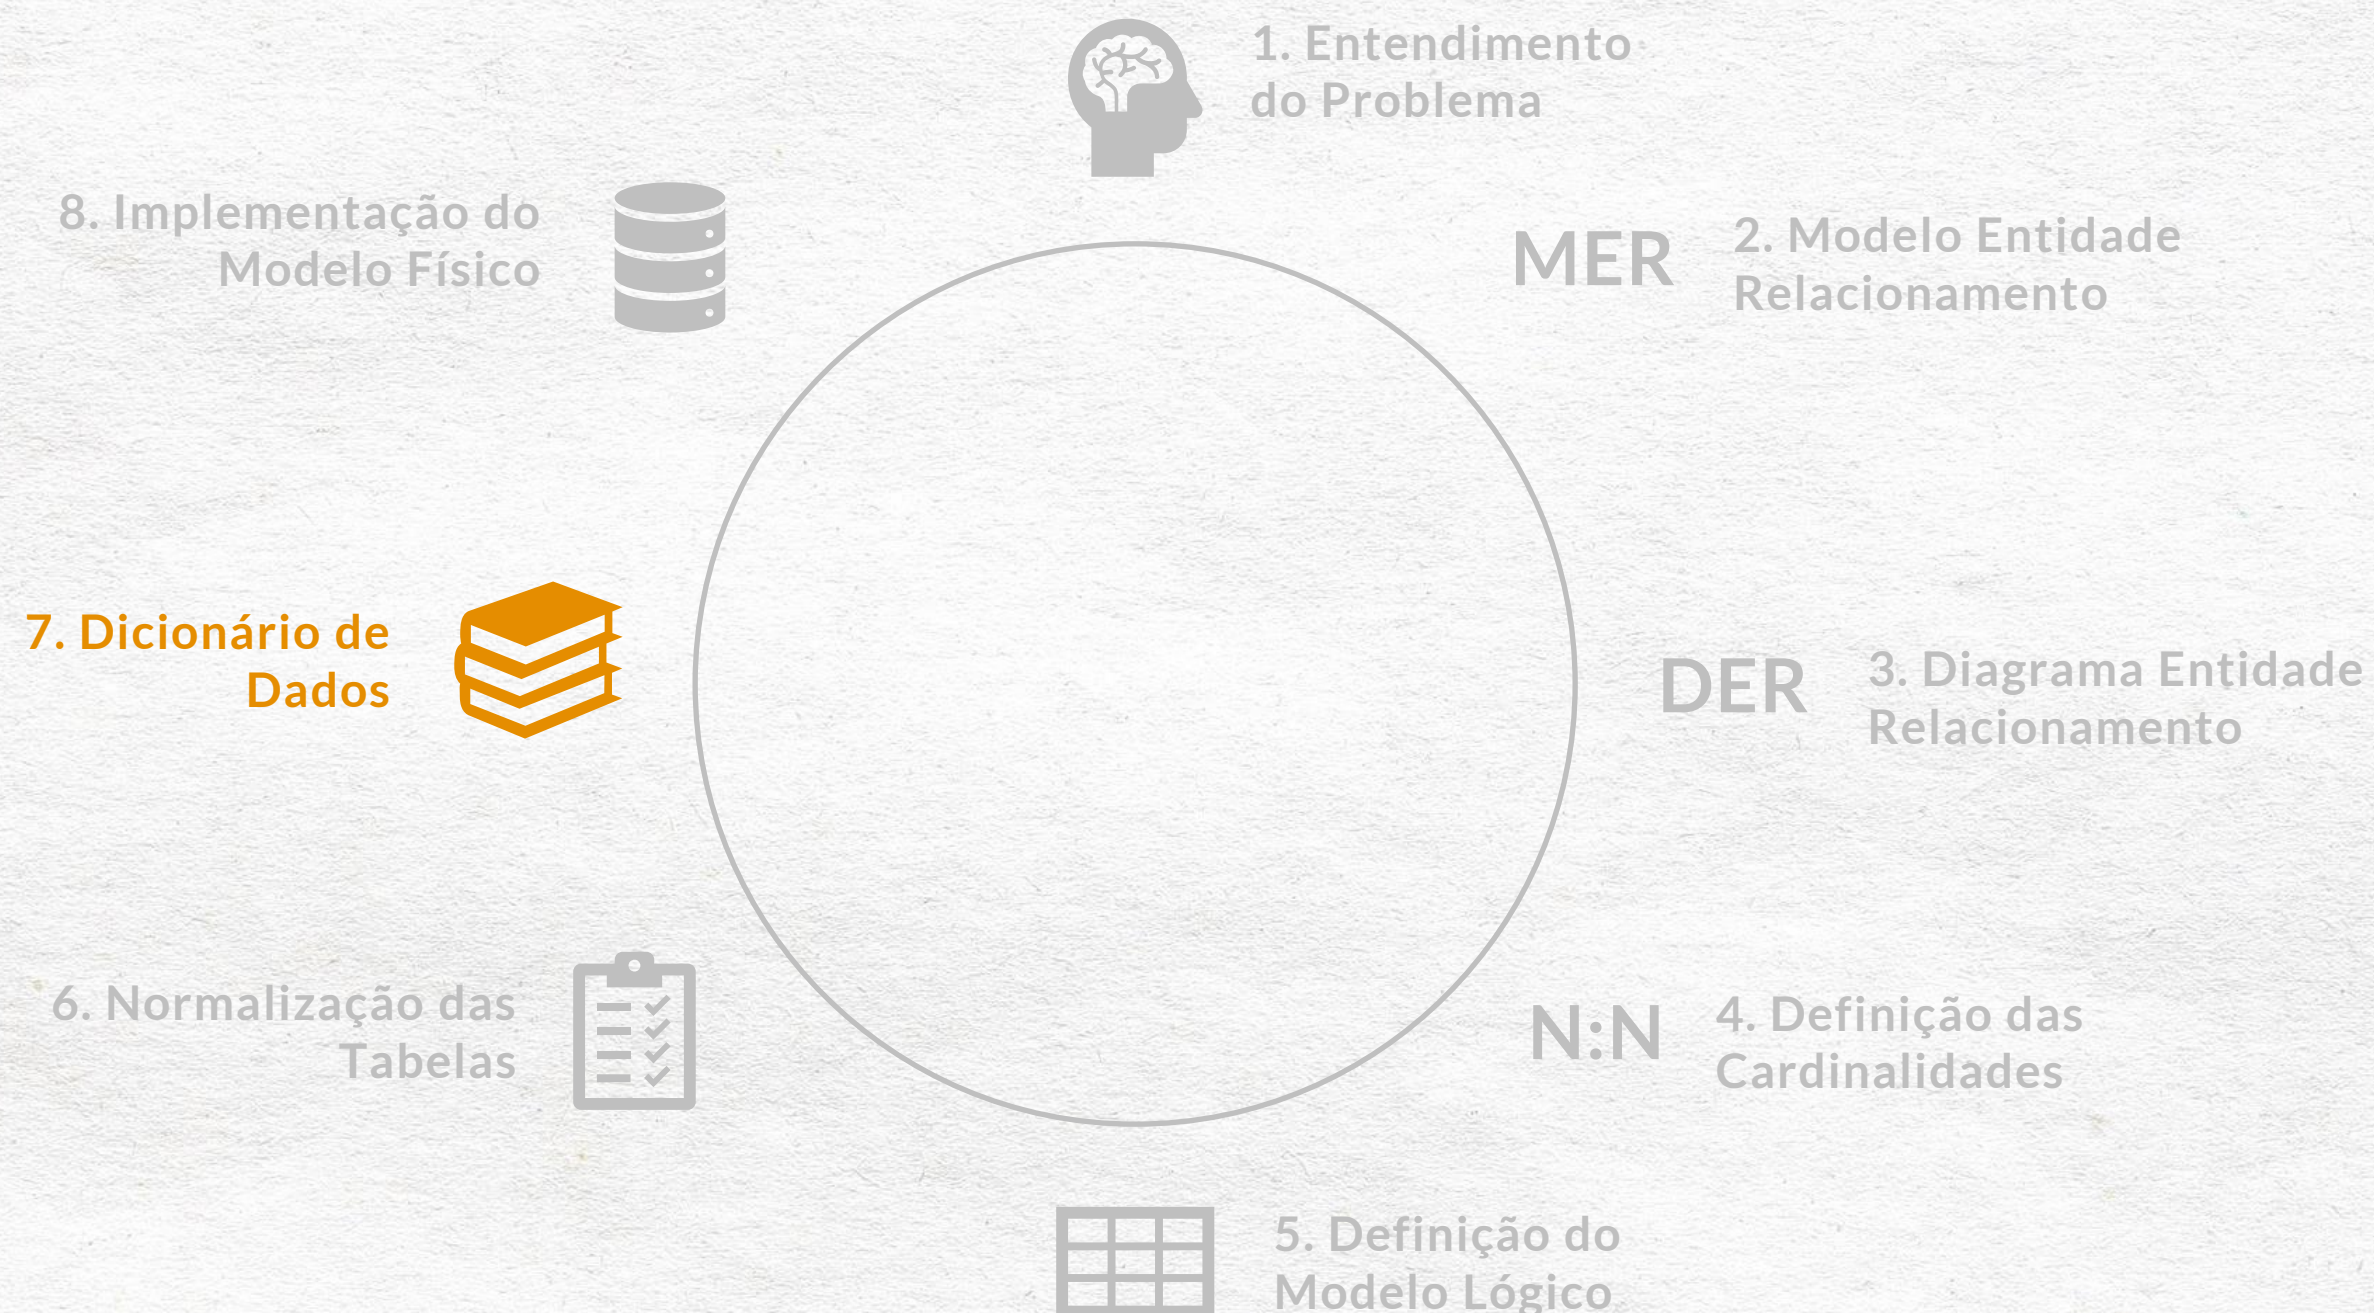 1. Entendimento
do Problema
MER
2. Modelo Entidade
Relacionamento
DER
3. Diagrama Entidade
Relacionamento
N:N
4. Definição das
Cardinalidades
5. Definição do
Modelo Lógico
6. Normalização das
Tabelas
7. Dicionário de
Dados
8. Implementação do
Modelo Físico